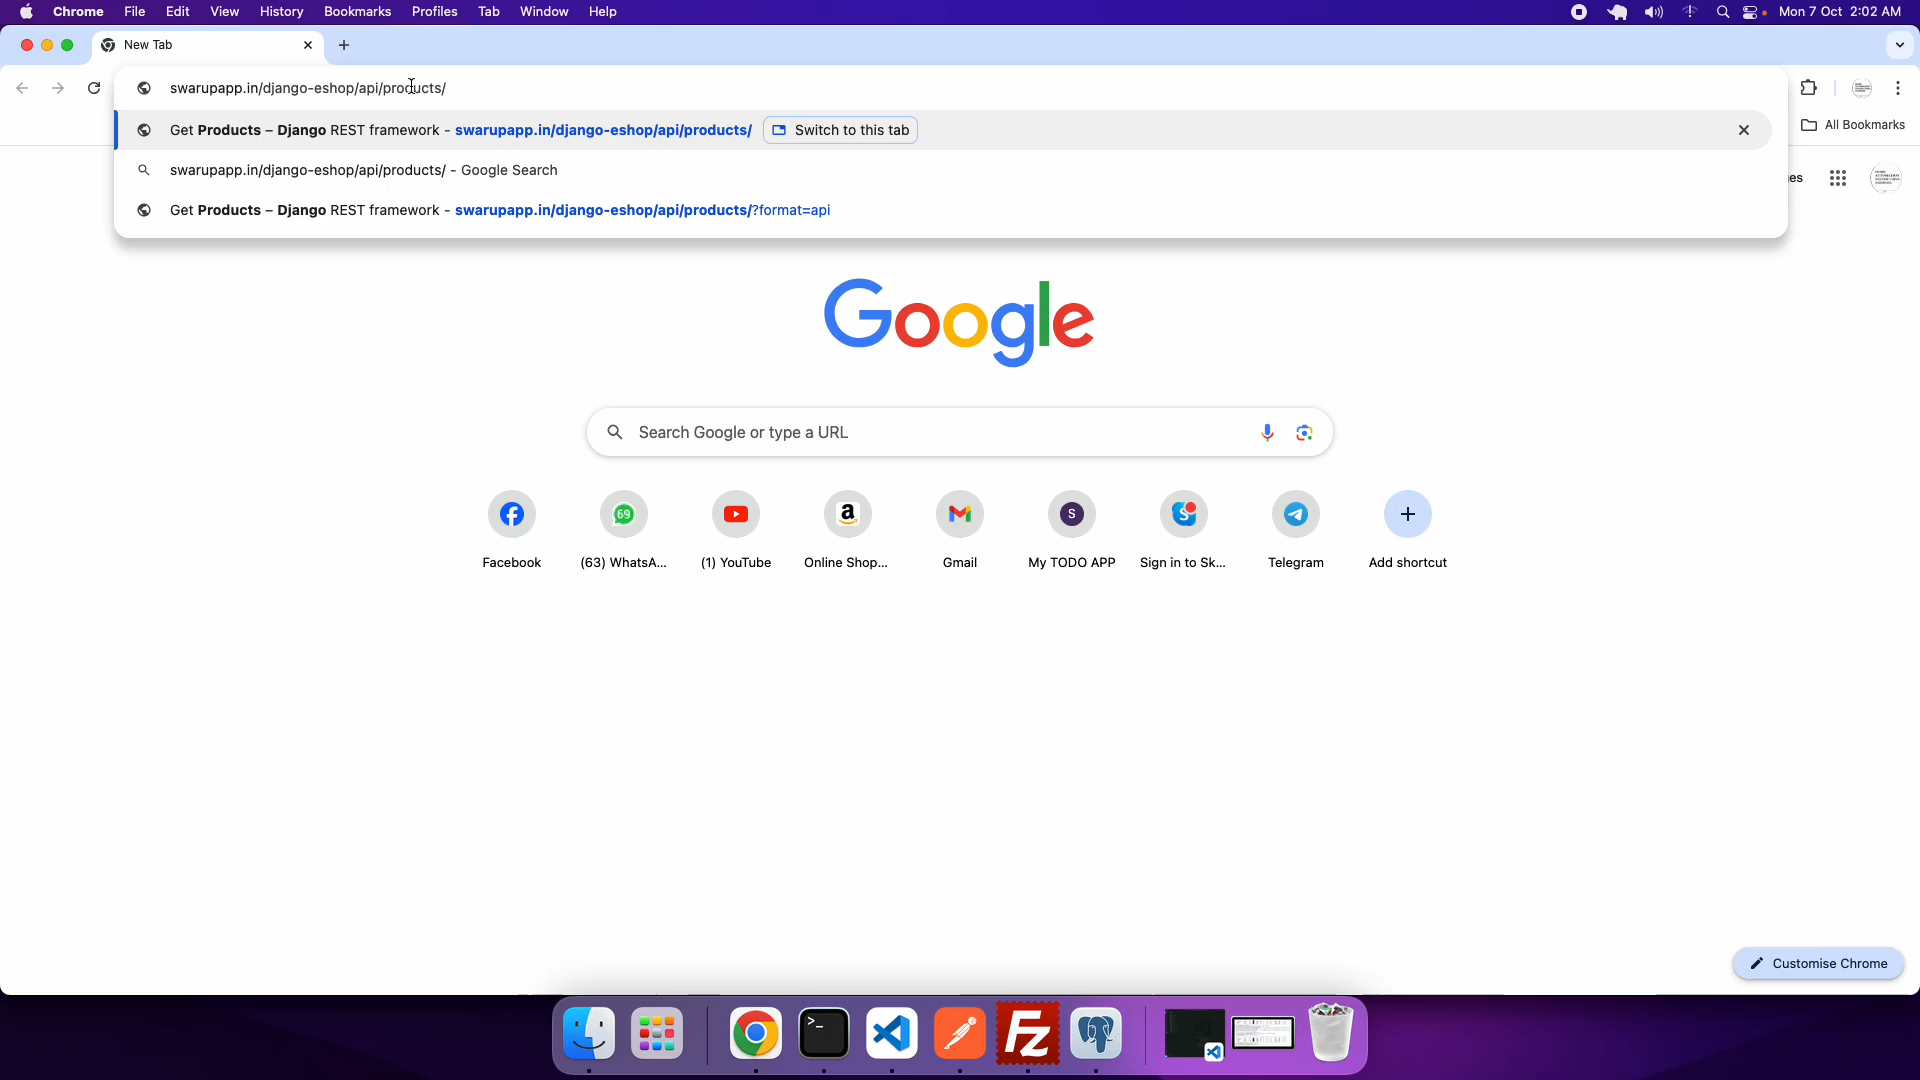 Chrome File Edit View History Bookmarks Profiles Tab Window Help Mon 7 Oct 2:02 AM
New Tab
swarupapp.in/django-eshop/api/products/
Get Products – Django REST framework - swarupapp.in/django-eshop/api/products/ Switch to this tab
All Bookmarks
swarupapp.in/django-eshop/api/products/ - Google Search
Get Products – Django REST framework - swarupapp.in/django-eshop/api/products/?format=api
Google
Search Google or type a URL
69
a
S
S
Facebook (63) WhatsA... (1) YouTube Online Shop... Gmail My TODO APP Sign in to Sk... Telegram Add shortcut
Customise Chrome
>_
Fz